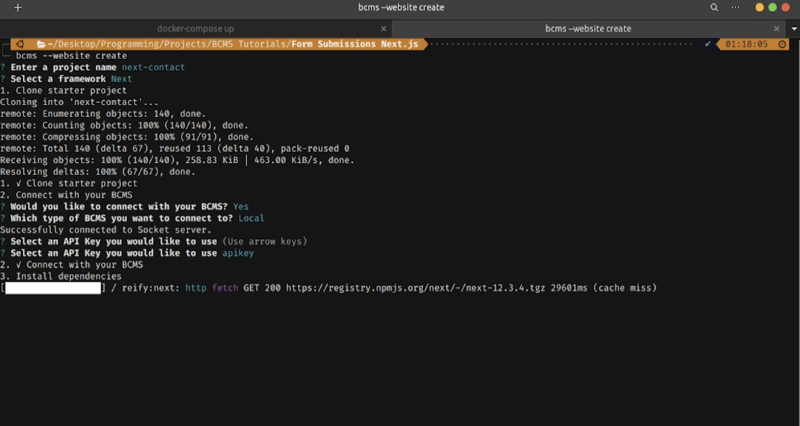 bcms --website create
docker-compose up
bcms --website create
~/Desktop/Programming/Projects/BCMS Tutorials/Form Submissions Next.js
✔ 01:18:05
bcms --website create
? Enter a project name next-contact
? Select a framework Next
1. Clone starter project
Cloning into 'next-contact'...
remote: Enumerating objects: 140, done.
remote: Counting objects: 100% (140/140), done.
remote: Compressing objects: 100% (91/91), done.
remote: Total 140 (delta 67), reused 113 (delta 40), pack-reused 0
Receiving objects: 100% (140/140), 258.83 KiB | 463.00 KiB/s, done.
Resolving deltas: 100% (67/67), done.
1. √ Clone starter project
2. Connect with your BCMS
? Would you like to connect with your BCMS? Yes
? Which type of BCMS you want to connect to? Local
Successfully connected to Socket server.
? Select an API Key you would like to use (Use arrow keys)
? Select an API Key you would like to use apikey
2. √ Connect with your BCMS
3. Install dependencies
[ ] / reify:next: http fetch GET 200 https://registry.npmjs.org/next/-/next-12.3.4.tgz 29601ms (cache miss)